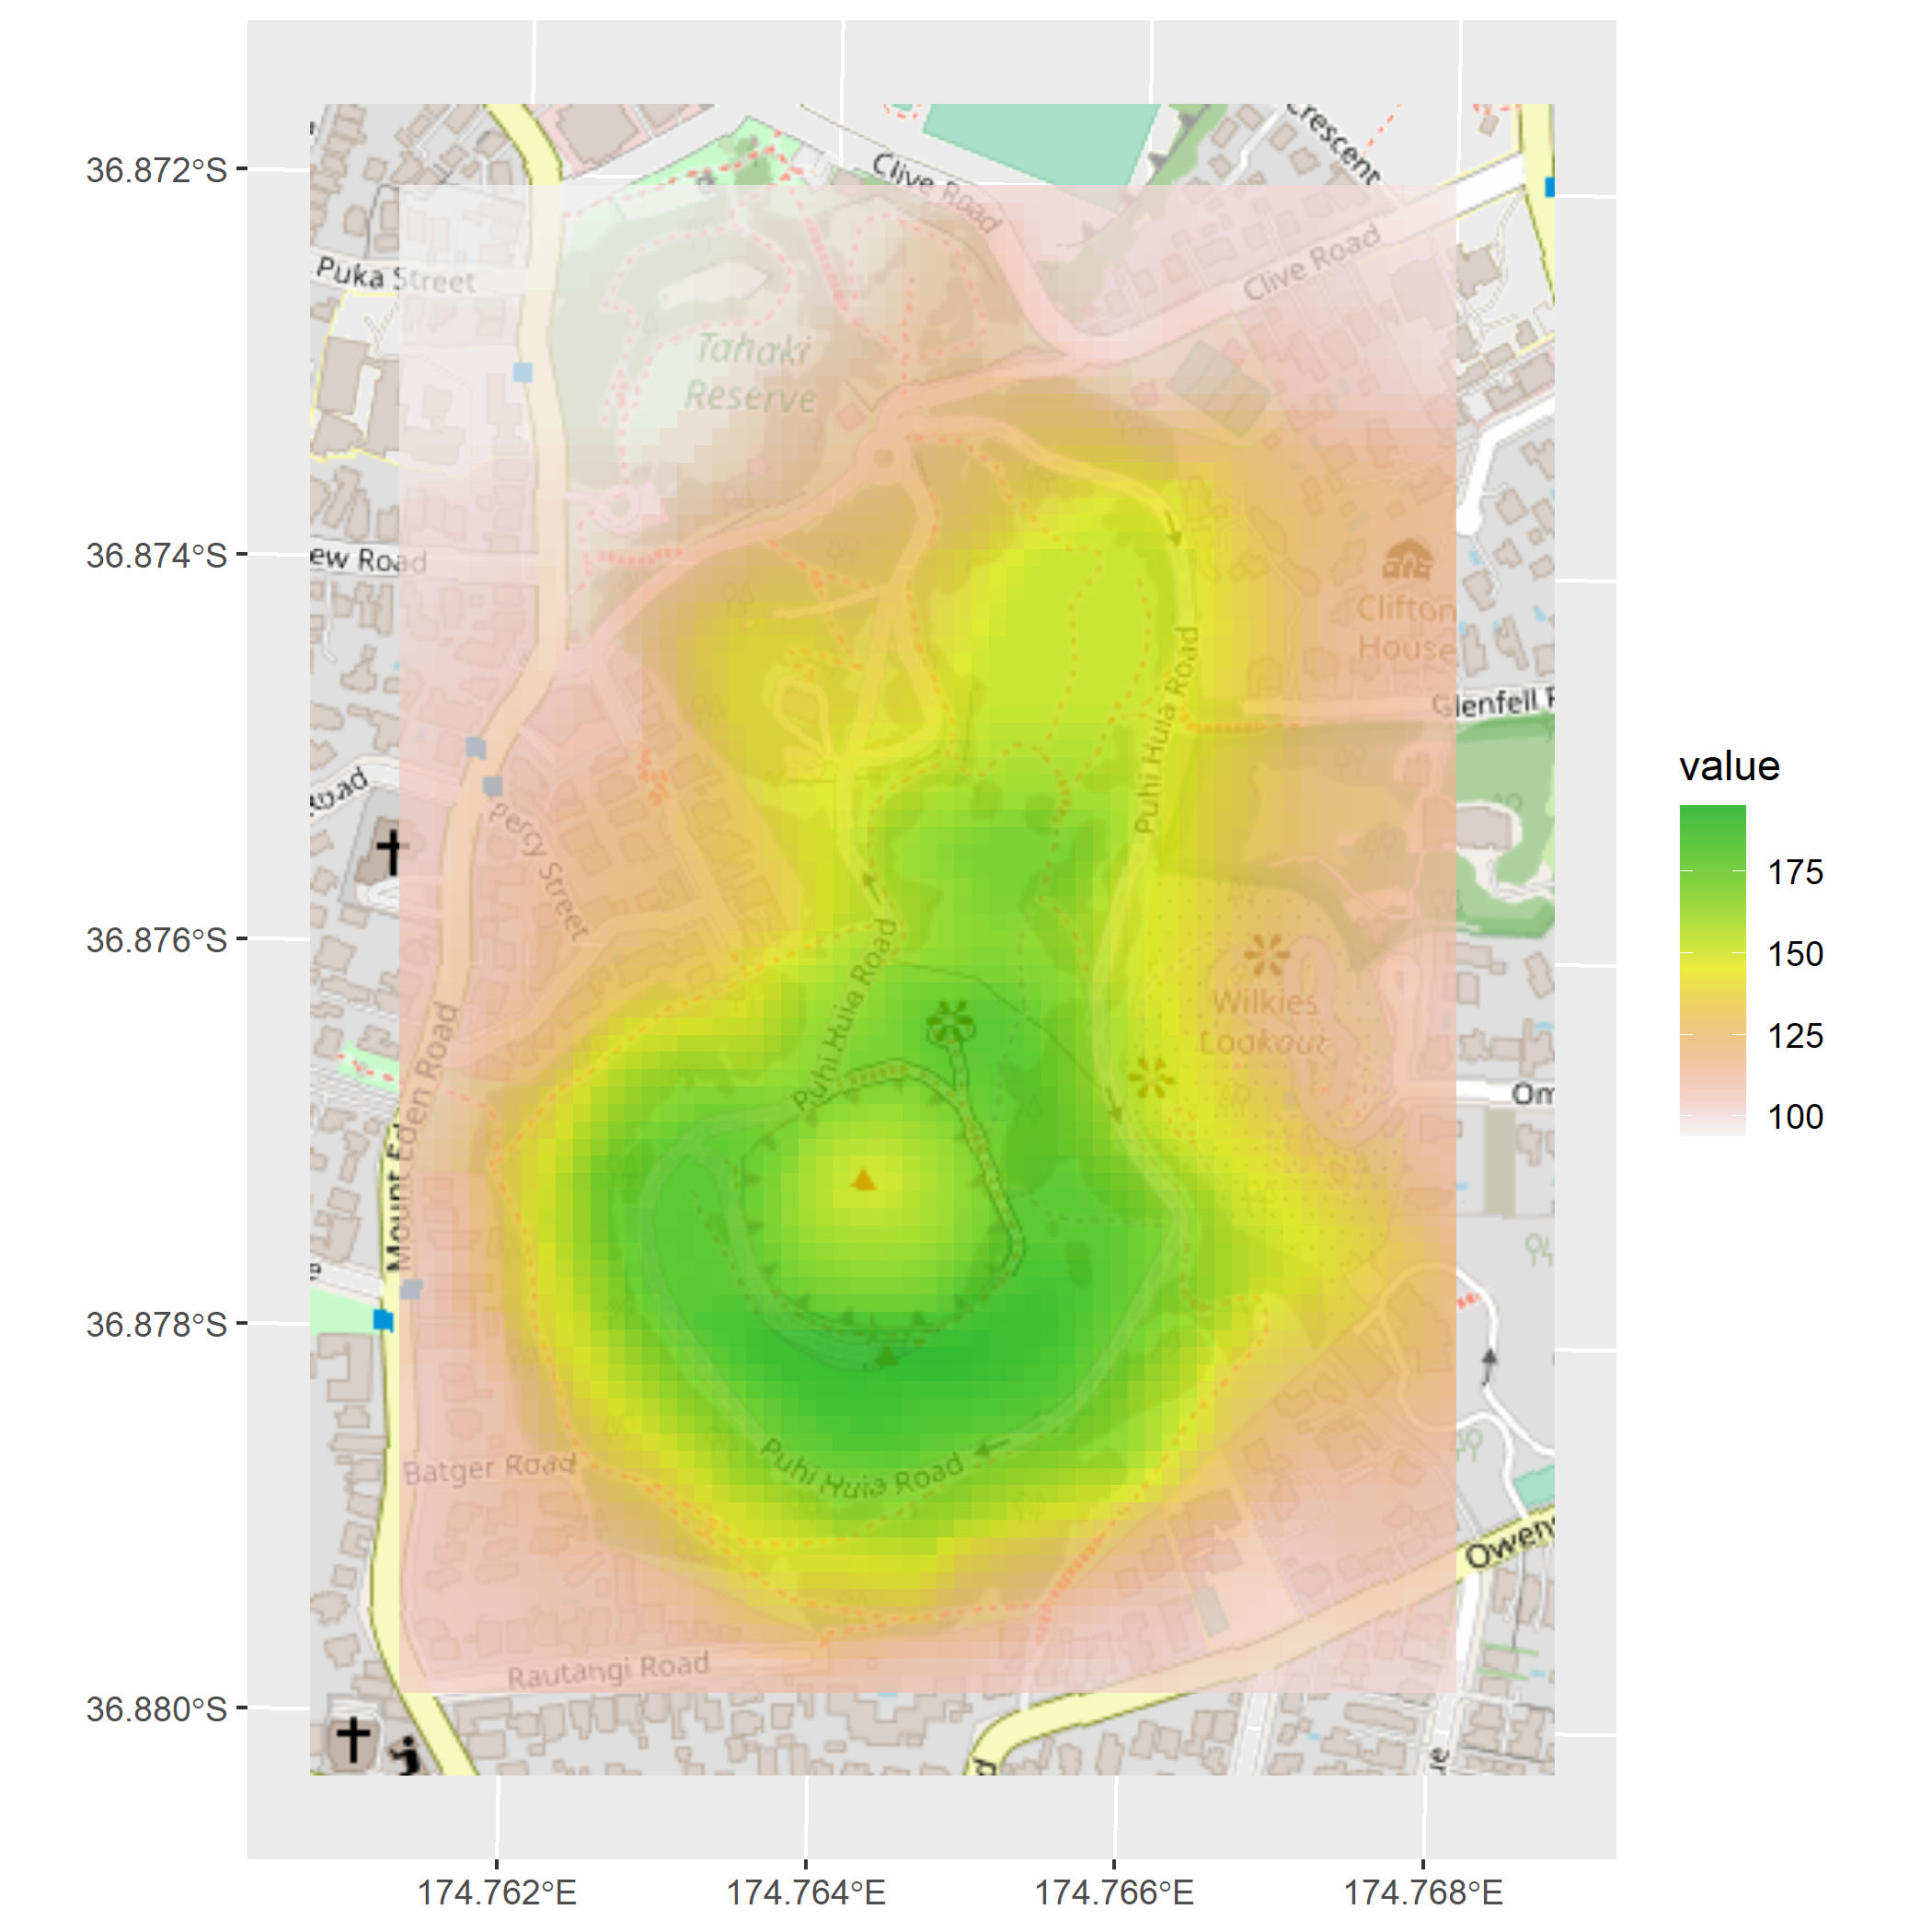 36.872°S
36.874°S
36.876°S
36.878°S
36.880°S
174.762°E
174.764°E
174.766°E
174.768°E
value
175
150
125
100
Crescent
Clive Road
Clive Road
Puka Street
Tahaki
Reserve
ew Road
Clifton
House
Glenfell
Puhi Huia Road
Road
Percy Street
Puhi Huia Road
Wilkies
Lookout
Mount Eden Road
Mount Ed
Om
Puhi Huia Road
Batger Road
Owens
Rautangi Road